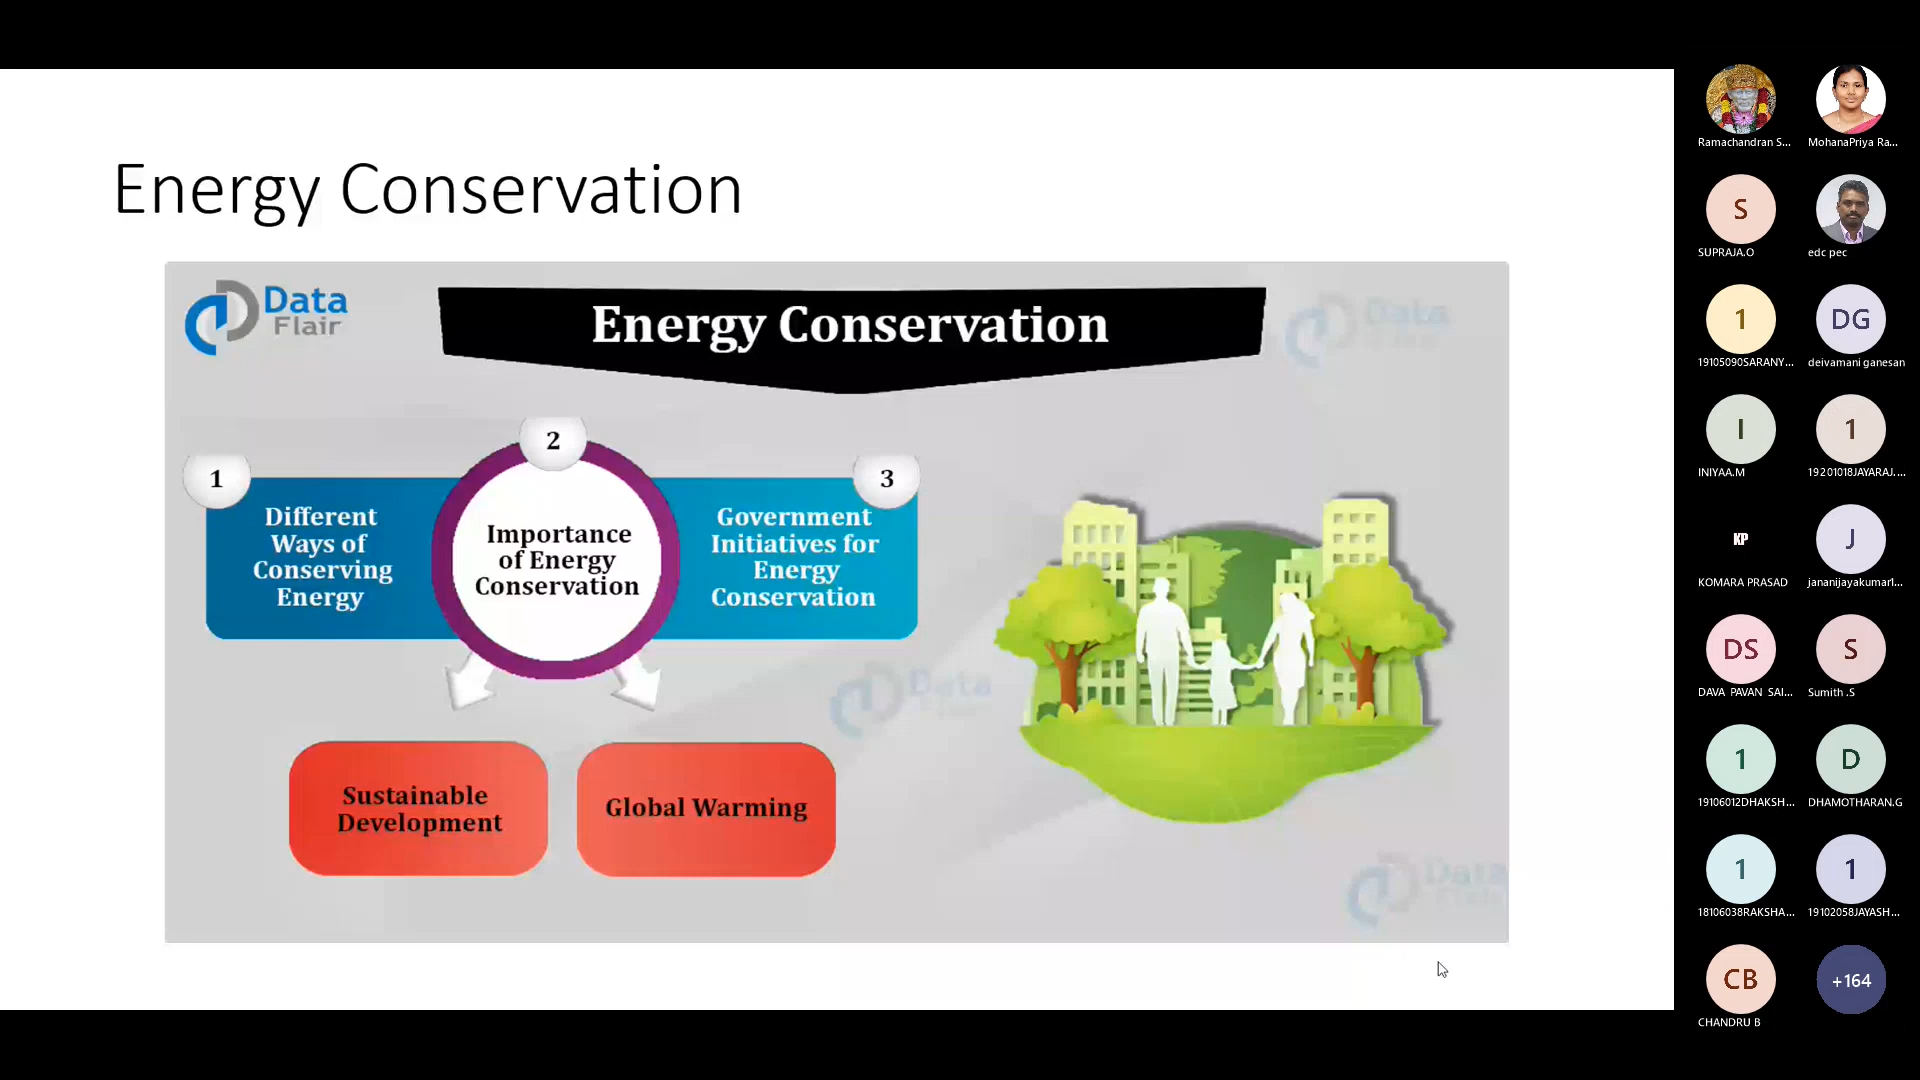 Energy Conservation
Data
Flair
Energy Conservation
Data
1
2
3
Different
Ways of
Conserving
Energy
Importance
of Energy
Conservation
Government
Initiatives for
Energy
Conservation
Data
Sustainable
Development
Global Warming
Data
Ramachandran S...
MohanaPriya Ra...
S
SUPRAJA.O
edc pec
1
19105090SARANY...
DG
deivamani ganesan
I
INIYAA.M
1
19201018JAYARAJ....
KP
KOMARA PRASAD
J
jananijayakumarl...
DS
DAVA PAVAN SAI...
S
Sumith .S
1
19106012DHAKSH...
D
DHAMOTHARAN.G
1
18106038RAKSHA...
1
19102058JAYASH...
CB
CHANDRU B
+164